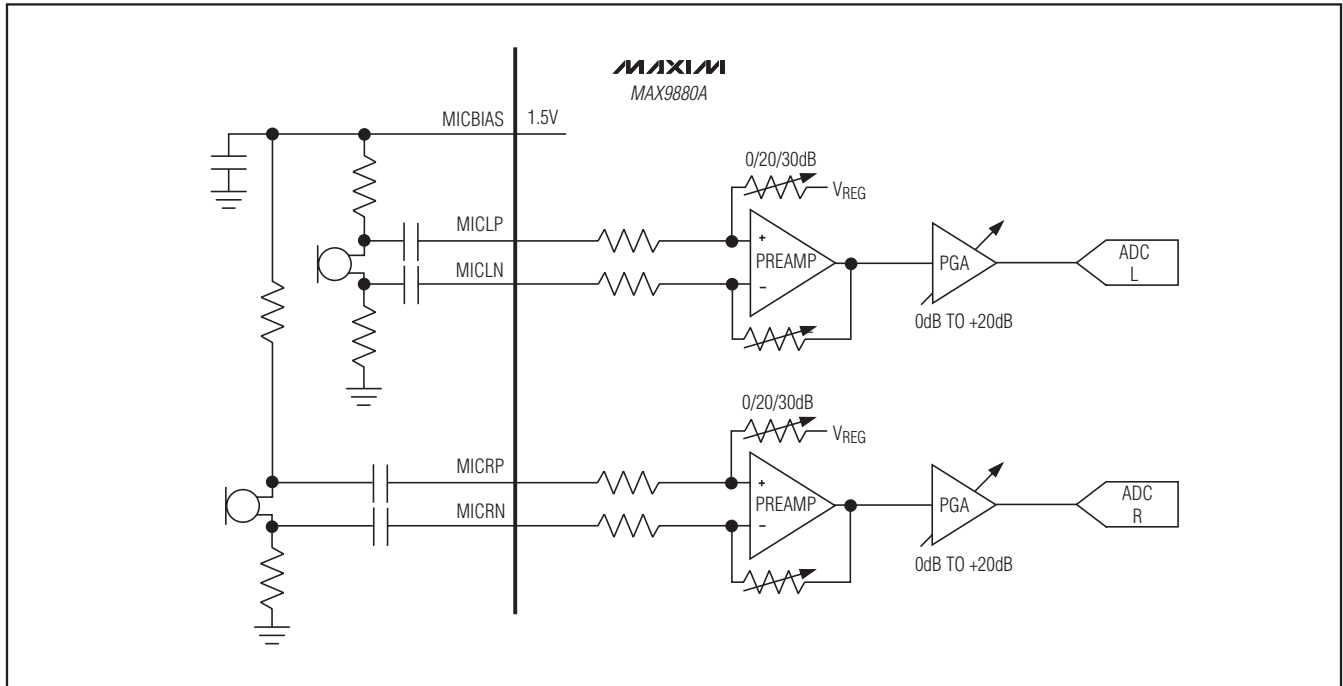 MAXIM
MAX9880A
MICBIAS 1.5V
0/20/30dB
VREG
MICLP
+
PREAMP
PGA
ADC
L
MICLN
−
0dB TO +20dB
0/20/30dB
VREG
MICRP
+
PREAMP
PGA
ADC
R
MICRN
−
0dB TO +20dB